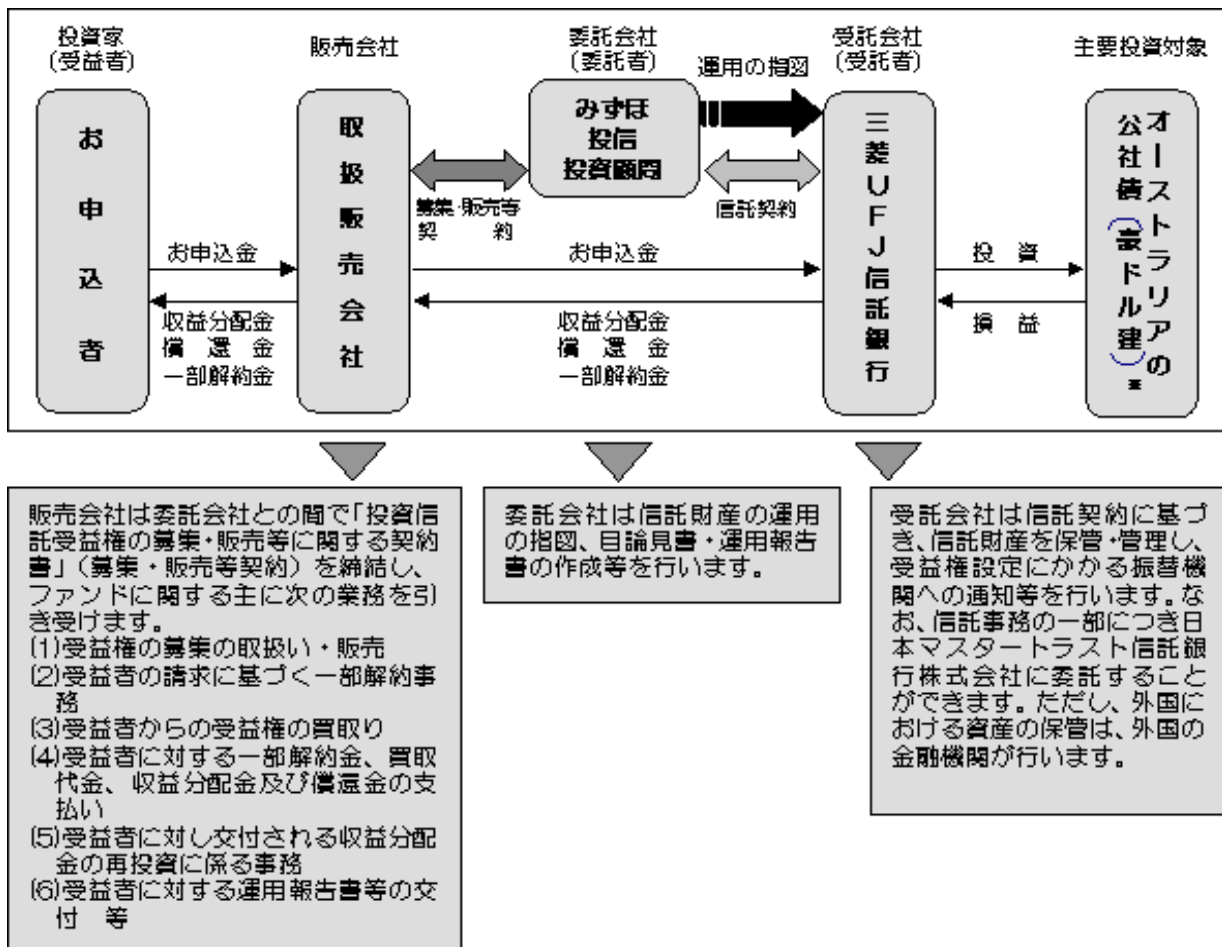 投資家
(受益者)
販売会社
委託会社
(委託者)
受託会社
(受託者)
主要投資対象
運用の指図
お申込者
取扱販売会社
みずほ
投信
投資顧問
三菱UFJ信託銀行
オーストラリアの
公社債(豪ドル建)※
募集・販売等
契　約
信託契約
お申込金
お申込金
投　資
収益分配金
償　還　金
一部解約金
収益分配金
償　還　金
一部解約金
損　益
販売会社は委託会社との間で「投資信
託受益権の募集・販売等に関する契約
書」(募集・販売等契約)を締結し、
ファンドに関する主に次の業務を引
き受けます。
(1)受益権の募集の取扱い・販売
(2)受益者の請求に基づく一部解約事
務
(3)受益者からの受益権の買取り
(4)受益者に対する一部解約金、買取
代金、収益分配金及び償還金の支
払い
(5)受益者に対し交付される収益分配
金の再投資に係る事務
(6)受益者に対する運用報告書等の交
付　等
委託会社は信託財産の運用
の指図、目論見書・運用報告
書の作成等を行います。
受託会社は信託契約に基づ
き、信託財産を保管・管理し、
受益権設定にかかる振替機
関への通知等を行います。な
お、信託事務の一部につき日
本マスタートラスト信託銀
行株式会社に委託すること
ができます。ただし、外国に
おける資産の保管は、外国の
金融機関が行います。